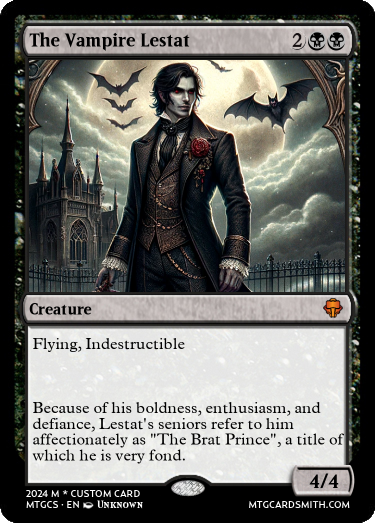 The Vampire Lestat 2
Creature
Flying, Indestructible
Because of his boldness, enthusiasm, and
defiance, Lestat's seniors refer to him
affectionately as "The Brat Prince", a title of
which he is very fond.
4/4
2024 M * CUSTOM CARD
MTGCS · EN Unknown
MTGCARDSMITH.COM